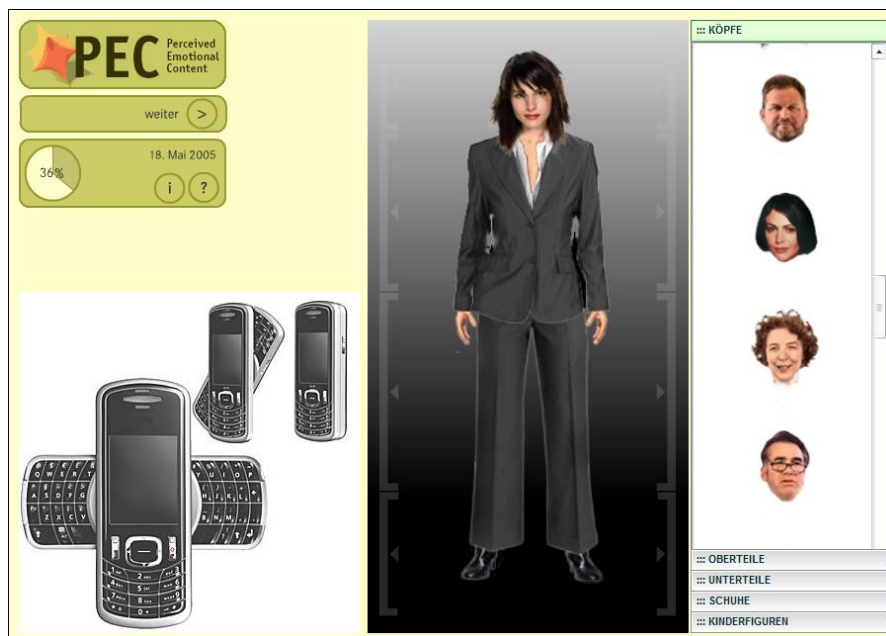 PEC
Perceived
Emotional
Content
weiter >
18. Mai 2005
36%
i ?
::: KÖPFE
::: OBERTEILE
::: UNTERTEILE
::: SCHUHE
::: KINDERFIGUREN